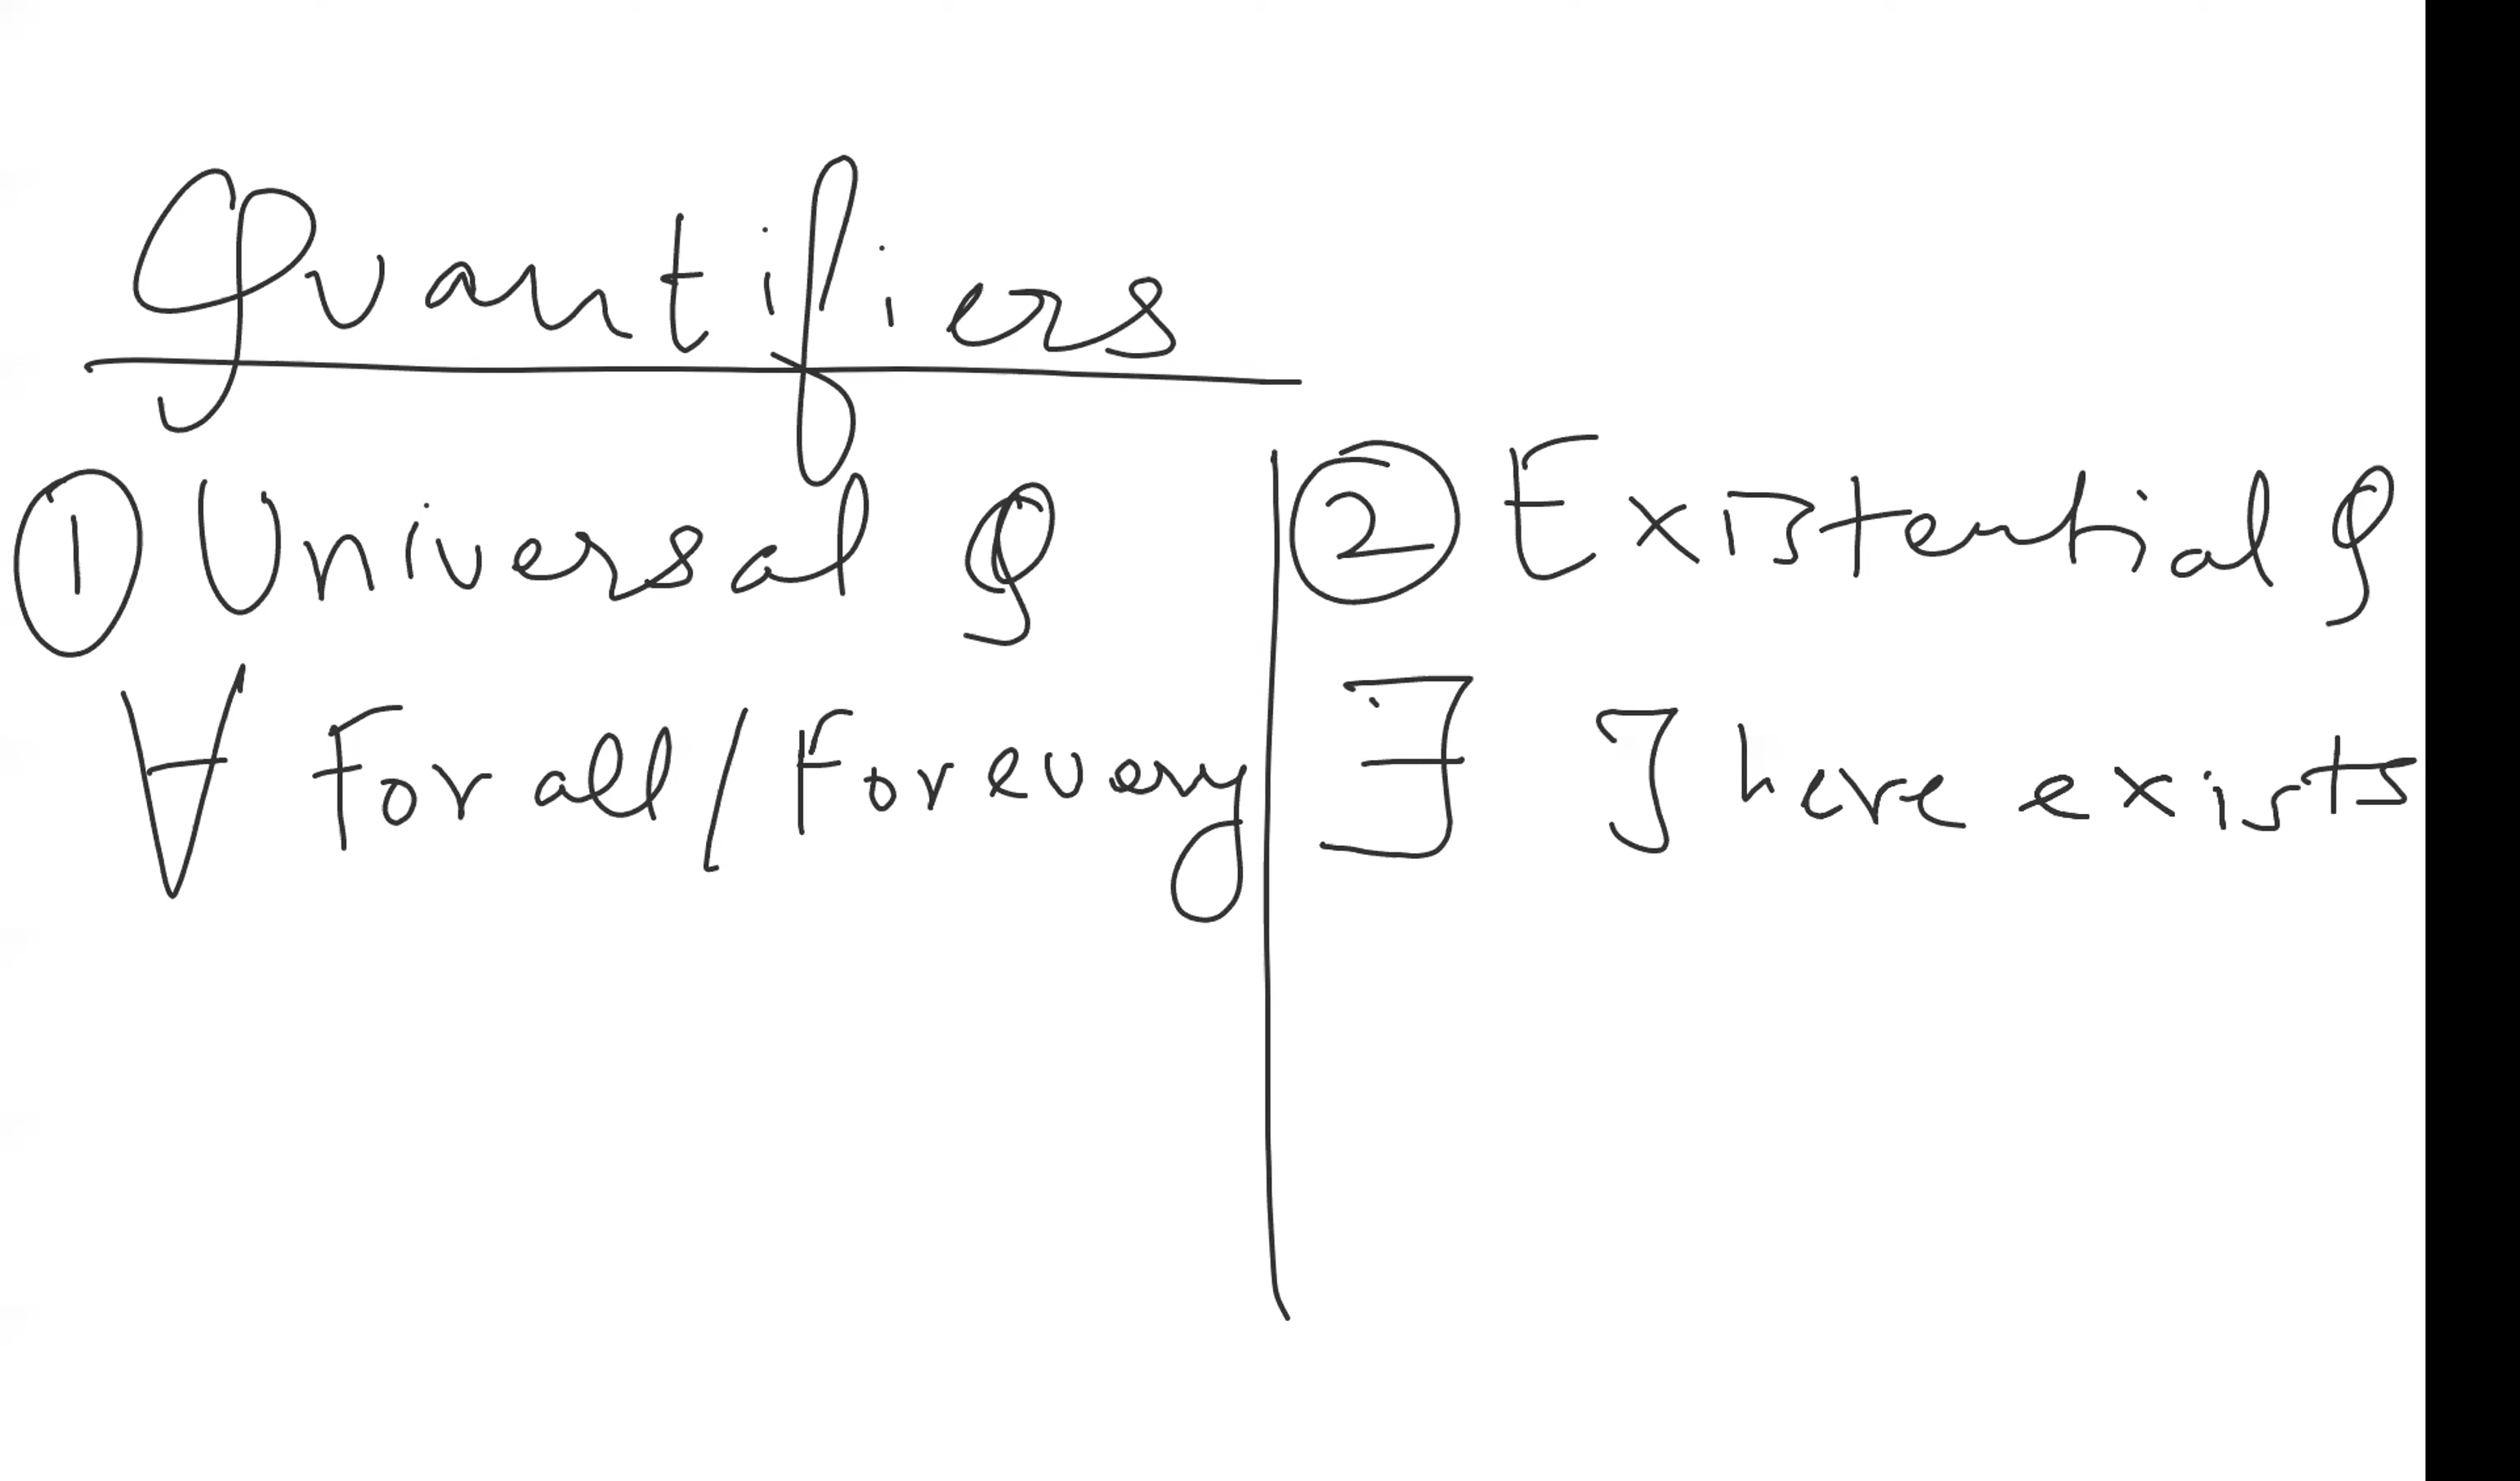 Quantifiers
① Universal Q
∀ For all / For every
② Existential Q
∃ There exists